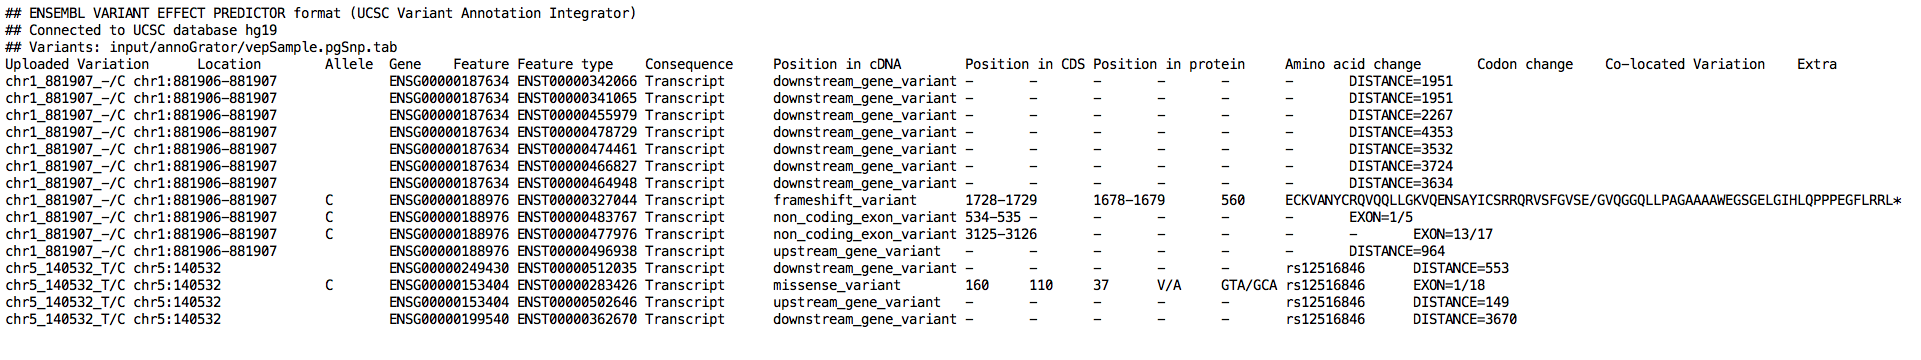 ## ENSEMBL VARIANT EFFECT PREDICTOR format (UCSC Variant Annotation Integrator)
## Connected to UCSC database hg19
## Variants: input/annoGrator/vepSample.pgSnp.tab
Uploaded Variation Location Allele Gene Feature Feature type Consequence Position in cDNA Position in CDS Position in protein Amino acid change Codon change Co-located Variation Extra
chr1_881907_-/C chr1:881906-881907 ENSG00000187634 ENST00000342066 Transcript downstream_gene_variant - - - - - - DISTANCE=1951
chr1_881907_-/C chr1:881906-881907 ENSG00000187634 ENST00000341065 Transcript downstream_gene_variant - - - - - - DISTANCE=1951
chr1_881907_-/C chr1:881906-881907 ENSG00000187634 ENST00000455979 Transcript downstream_gene_variant - - - - - - DISTANCE=2267
chr1_881907_-/C chr1:881906-881907 ENSG00000187634 ENST00000478729 Transcript downstream_gene_variant - - - - - - DISTANCE=4353
chr1_881907_-/C chr1:881906-881907 ENSG00000187634 ENST00000474461 Transcript downstream_gene_variant - - - - - - DISTANCE=3532
chr1_881907_-/C chr1:881906-881907 ENSG00000187634 ENST00000466827 Transcript downstream_gene_variant - - - - - - DISTANCE=3724
chr1_881907_-/C chr1:881906-881907 ENSG00000187634 ENST00000464948 Transcript downstream_gene_variant - - - - - - DISTANCE=3634
chr1_881907_-/C chr1:881906-881907 C ENSG00000188976 ENST00000327044 Transcript frameshift_variant 1728-1729 1678-1679 560 ECKVANYCRQVQQLLGKVQENSAYICSRRQRVSFGVSE/GVQGGQLLPAGAAAAWEGSGELGIHLQPPPEGFLRRL*
chr1_881907_-/C chr1:881906-881907 C ENSG00000188976 ENST00000483767 Transcript non_coding_exon_variant 534-535 - - - - - EXON=1/5
chr1_881907_-/C chr1:881906-881907 C ENSG00000188976 ENST00000477976 Transcript non_coding_exon_variant 3125-3126 - - - - - EXON=13/17
chr1_881907_-/C chr1:881906-881907 ENSG00000188976 ENST00000496938 Transcript upstream_gene_variant - - - - - - DISTANCE=964
chr5_140532_T/C chr5:140532 ENSG00000249430 ENST00000512035 Transcript downstream_gene_variant - - - - - rs12516846 DISTANCE=553
chr5_140532_T/C chr5:140532 C ENSG00000153404 ENST00000283426 Transcript missense_variant 160 110 37 V/A GTA/GCA rs12516846 EXON=1/18
chr5_140532_T/C chr5:140532 ENSG00000153404 ENST00000502646 Transcript upstream_gene_variant - - - - - rs12516846 DISTANCE=149
chr5_140532_T/C chr5:140532 ENSG00000199540 ENST00000362670 Transcript downstream_gene_variant - - - - - rs12516846 DISTANCE=3670